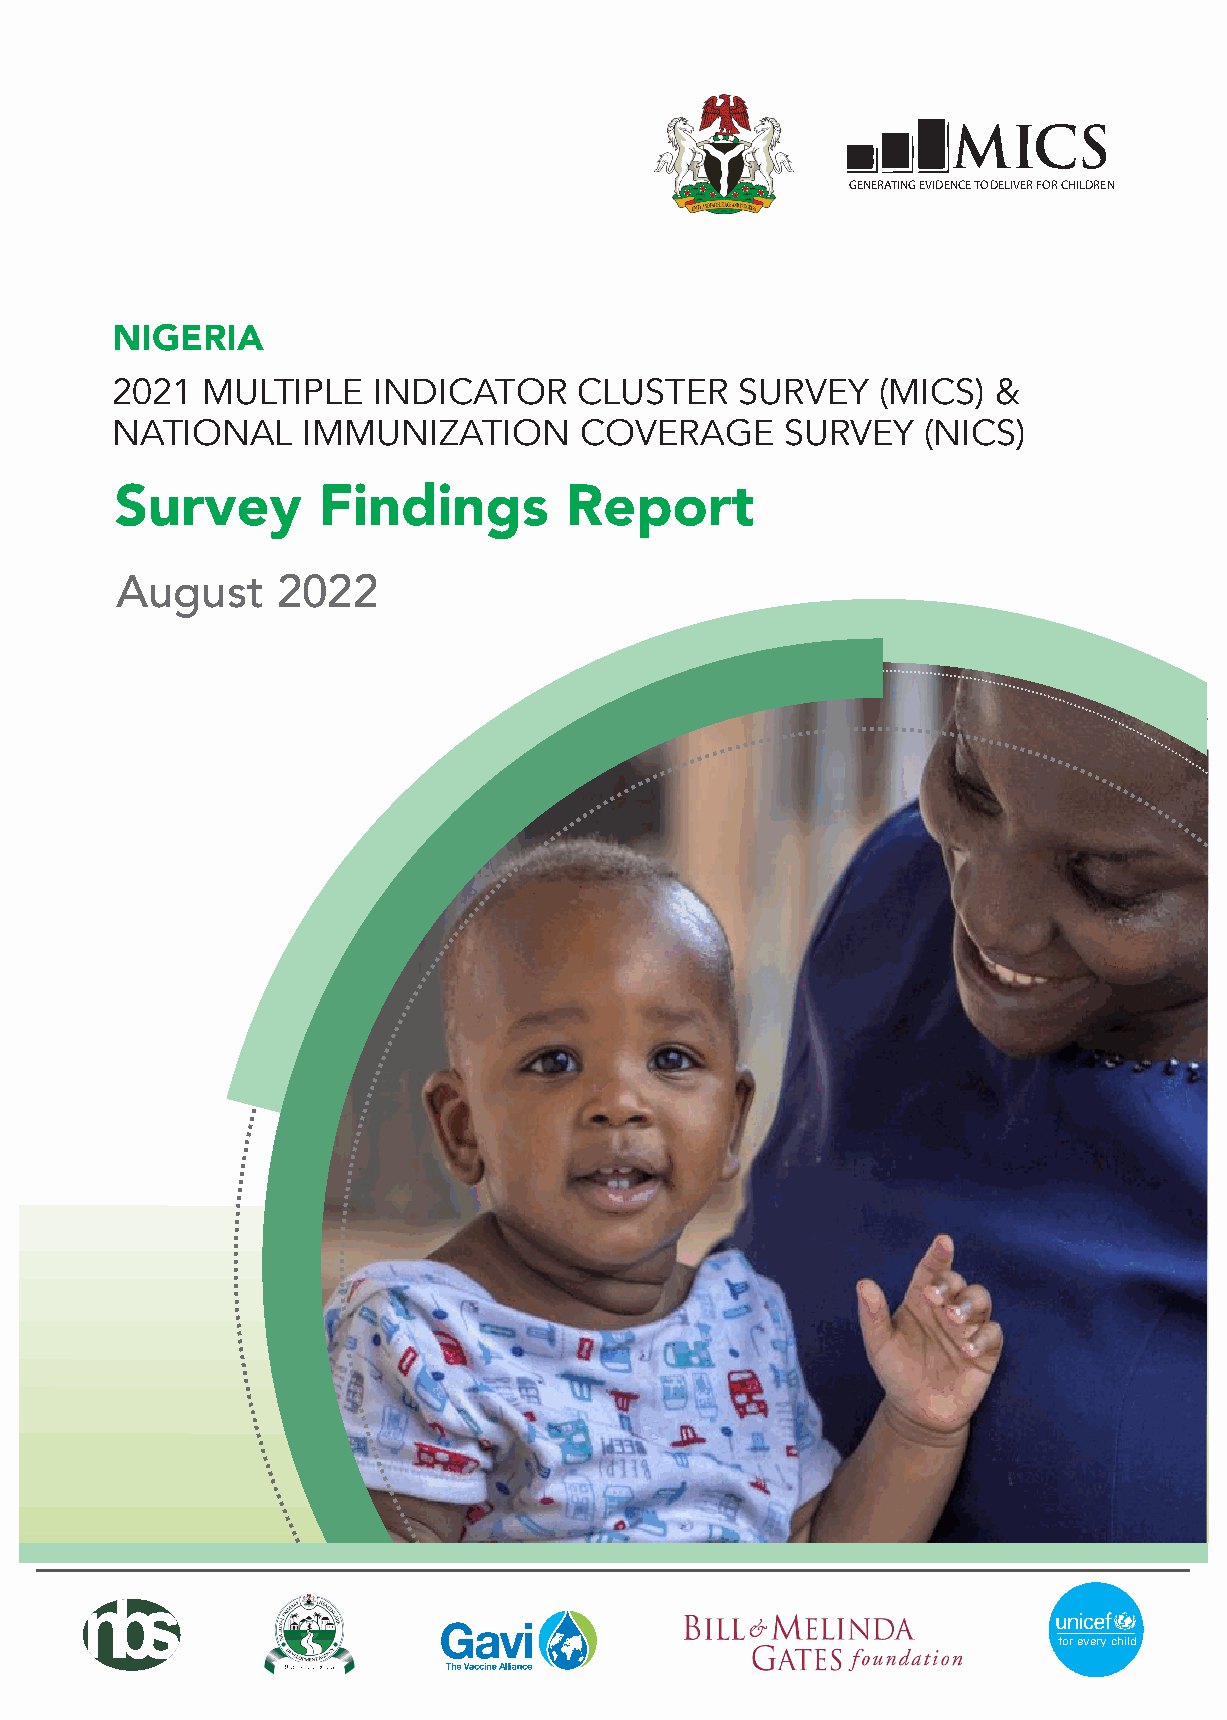 MICS
GENERATING EVIDENCE TO DELIVER FOR CHILDREN
NIGERIA
2021 MULTIPLE INDICATOR CLUSTER SURVEY (MICS) &
NATIONAL IMMUNIZATION COVERAGE SURVEY (NICS)
Survey Findings Report
August 2022
nbs
Gavi
The Vaccine Alliance
BILL & MELINDA
GATES foundation
unicef
for every child